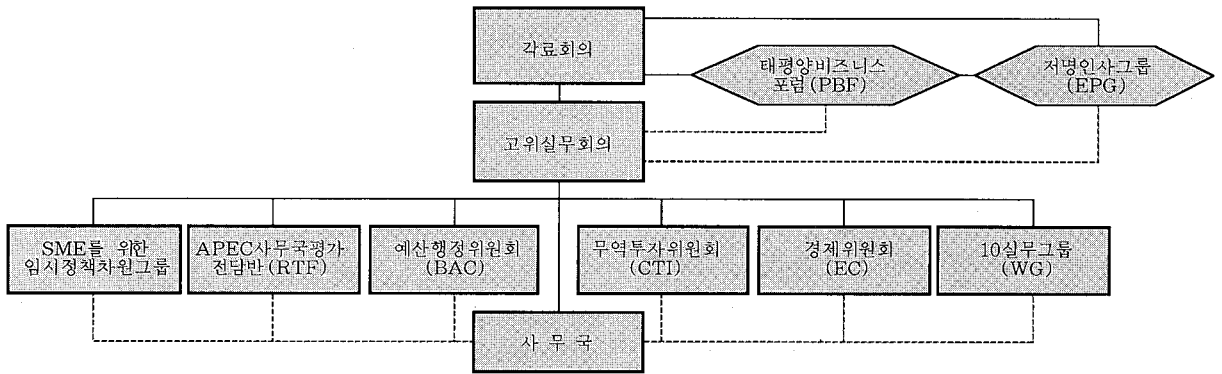 각료회의
태평양비즈니스
포럼(PBF)
저명인사그룹
(EPG)
고위실무회의
SME를 위한
임시정책차원그룹
APEC사무국평가
전담반(RTF)
예산행정위원회
(BAC)
무역투자위원회
(CTI)
경제위원회
(EC)
10실무그룹
(WG)
사 무 국